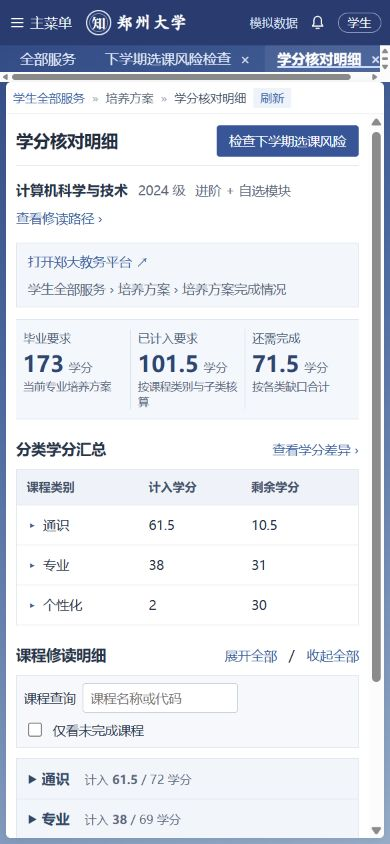 主菜单 知 郑州大学 模拟数据 学生
全部服务 下学期选课风险检查 × 学分核对明细 ×
学生全部服务 » 培养方案 » 学分核对明细 刷新
学分核对明细 检查下学期选课风险
计算机科学与技术 2024 级 进阶 + 自选模块
查看修读路径 ›
打开郑大教务平台 ↗
学生全部服务 › 培养方案 › 培养方案完成情况
毕业要求 已计入要求 还需完成
173 学分 101.5 学分 71.5 学分
当前专业培养方案 按课程类别与子类核算 按各类缺口合计
分类学分汇总 查看学分差异 ›
课程类别 计入学分 剩余学分
▸ 通识 61.5 10.5
▸ 专业 38 31
▸ 个性化 2 30
课程修读明细 展开全部 / 收起全部
课程查询 课程名称或代码
仅看未完成课程
▶ 通识 计入 61.5 / 72 学分
▶ 专业 计入 38 / 69 学分